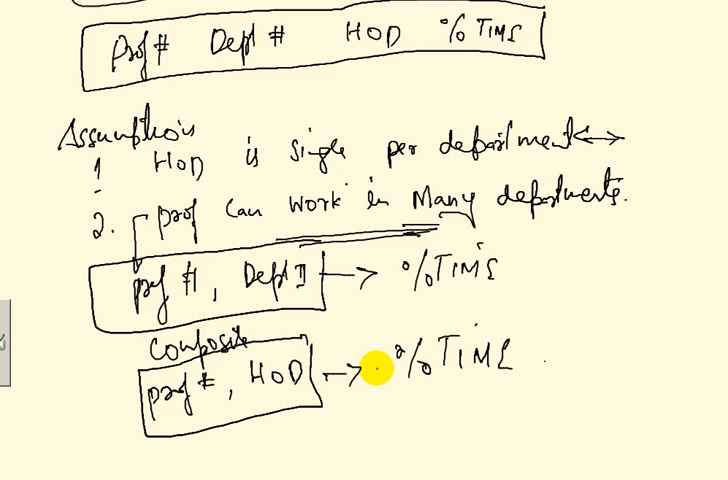 Prof # Dept # HOD % TIME
Assumptions
1 HOD is single per department
2. prof can work in Many departments.
prof #, Dept # % TIME
Composite
prof #, HOD % TIME